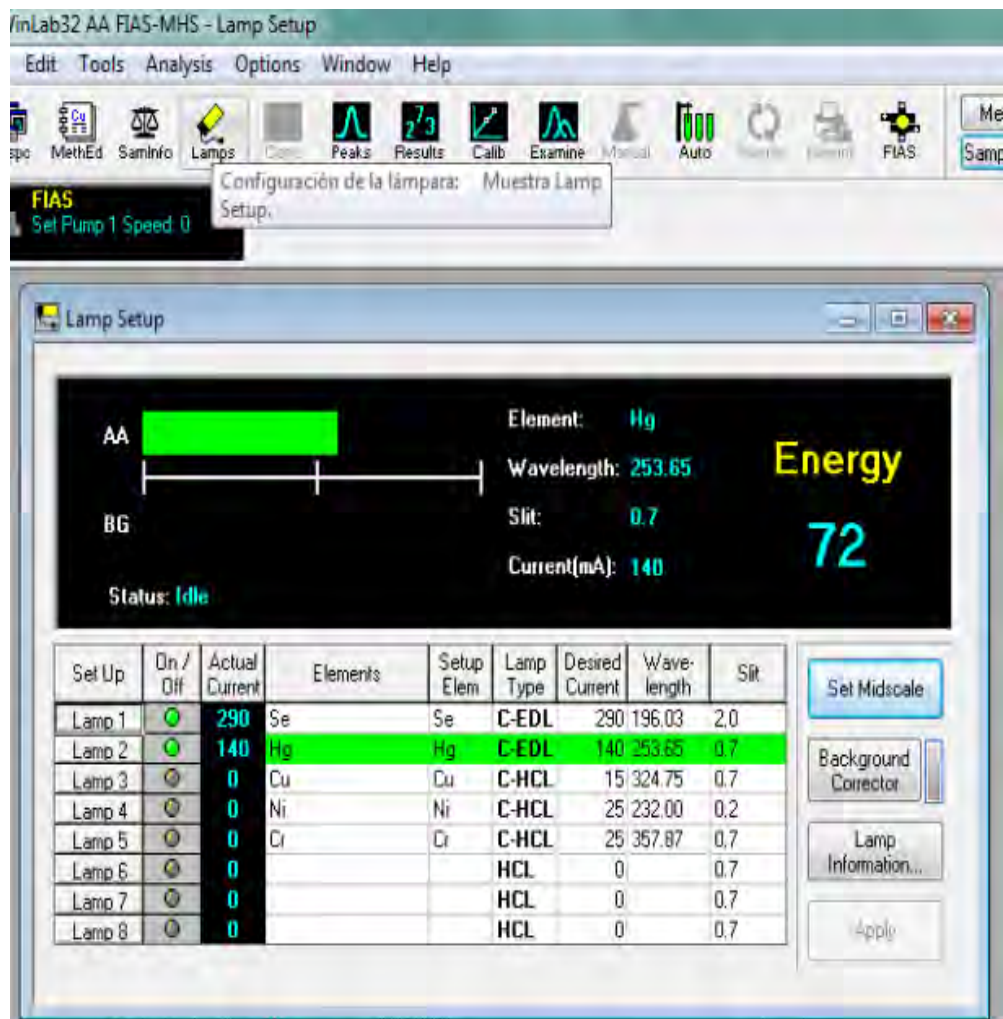 VinLab32 AA FIAS-MHS - Lamp Setup
Edit Tools Analysis Options Window Help
MethEd SamInfo Lamps Peaks Results Calib Examine Manual Auto FIAS
Me
Samp
Configuración de la lámpara: Muestra Lamp
Setup.
FIAS
Set Pump 1 Speed: 0
Lamp Setup
AA
BG
Status: Idle
Element: Hg
Wavelength: 253.65
Slit: 0.7
Current(mA): 140
Energy
72
Set Up On / Off Actual Current Elements Setup Elem Lamp Type Desired Current Wave-length Slit
Lamp 1 290 Se Se C-EDL 290 196.03 2.0
Lamp 2 140 Hg Hg C-EDL 140 253.65 0.7
Lamp 3 0 Cu Cu C-HCL 15 324.75 0.7
Lamp 4 0 Ni Ni C-HCL 25 232.00 0.2
Lamp 5 0 Cr Cr C-HCL 25 357.87 0.7
Lamp 6 0 HCL 0 0.7
Lamp 7 0 HCL 0 0.7
Lamp 8 0 HCL 0 0.7
Set Midscale
Background
Corrector
Lamp
Information...
Apply